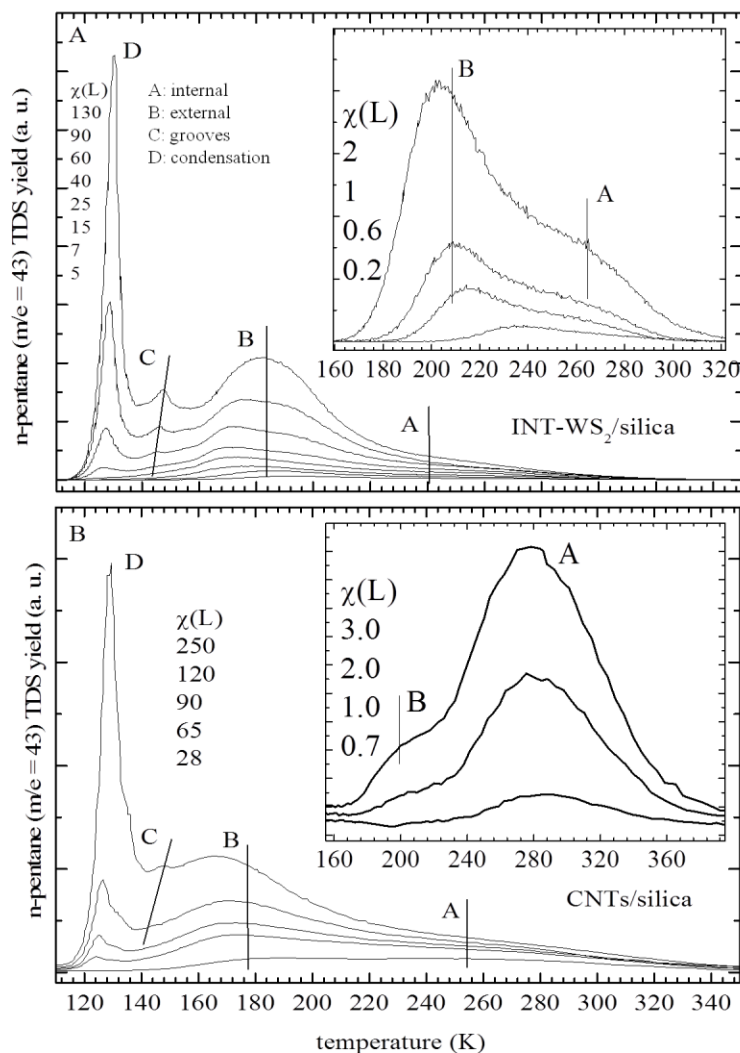 A
D
χ(L)
130
90
60
40
25
15
7
5
A: internal
B: external
C: grooves
D: condensation
C
B
A
n-pentane (m/e = 43) TDS yield (a. u.)
χ(L)
2
1
0.6
0.2
B
A
160 180 200 220 240 260 280 300 320
INT-WS₂/silica
B
D
χ(L)
250
120
90
65
28
C
B
A
n-pentane (m/e = 43) TDS yield (a. u.)
χ(L)
3.0
2.0
1.0
0.7
B
A
160 200 240 280 320 360
CNTs/silica
120 140 160 180 200 220 240 260 280 300 320 340
temperature (K)